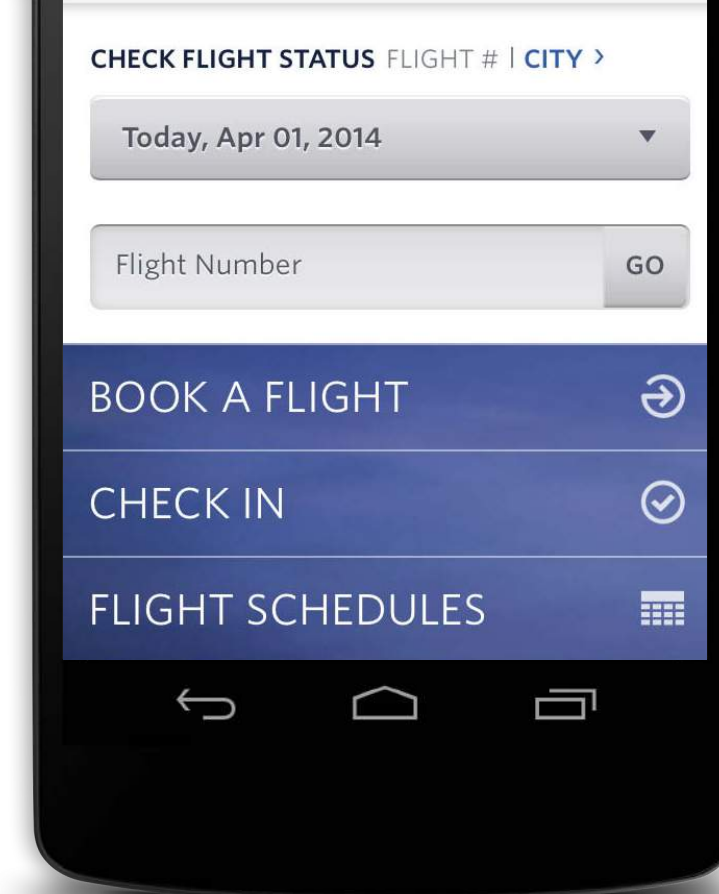 CHECK FLIGHT STATUS FLIGHT # | CITY >
Today, Apr 01, 2014
Flight Number GO
BOOK A FLIGHT
CHECK IN
FLIGHT SCHEDULES